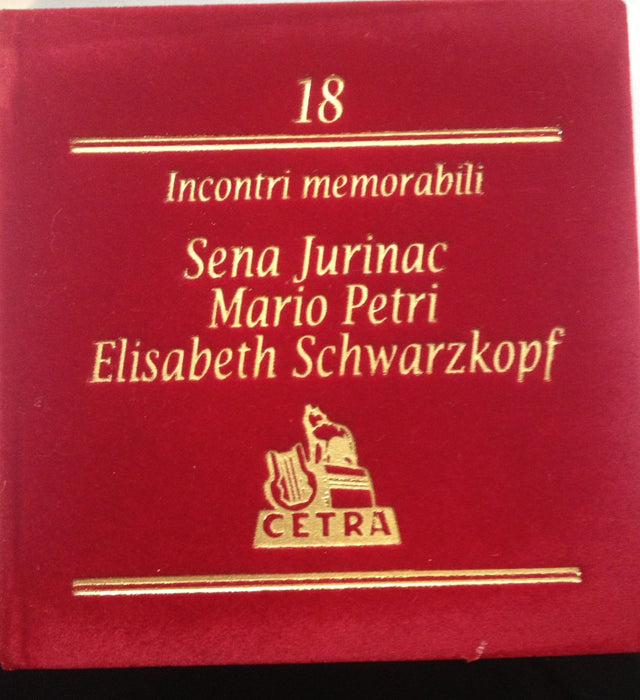 18
Incontri memorabili
Sena Jurinac
Mario Petri
Elisabeth Schwarzkopf
CETRA